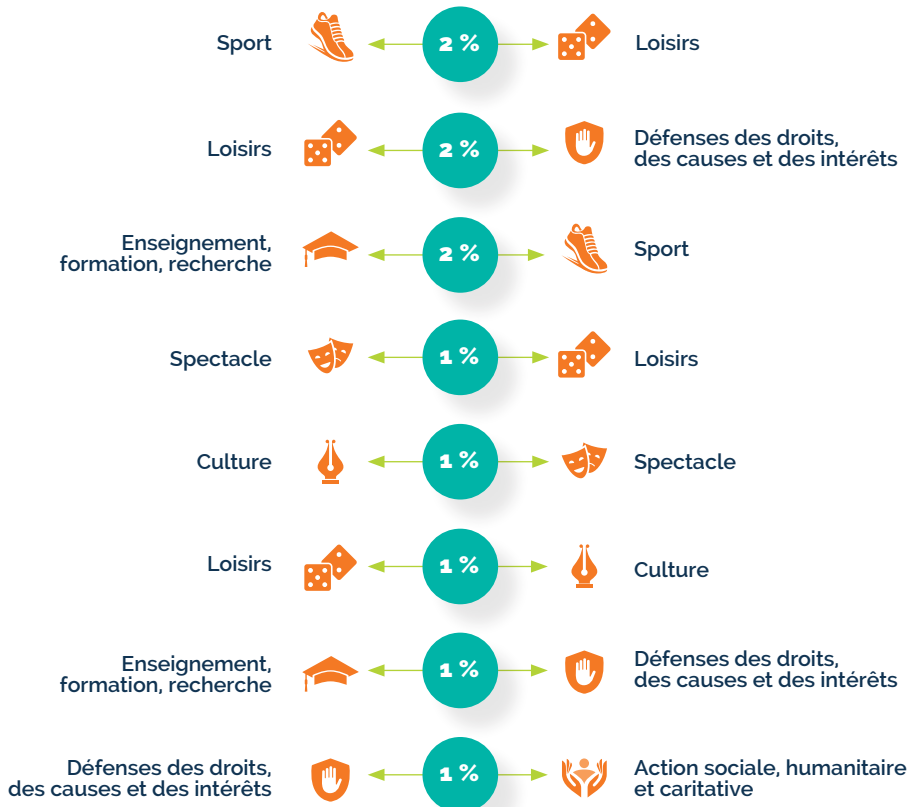 Sport
2 %
Loisirs
Loisirs
2 %
Défenses des droits,
des causes et des intérêts
Enseignement,
formation, recherche
2 %
Sport
Spectacle
1 %
Loisirs
Culture
1 %
Spectacle
Loisirs
1 %
Culture
Enseignement,
formation, recherche
1 %
Défenses des droits,
des causes et des intérêts
Défenses des droits,
des causes et des intérêts
1 %
Action sociale, humanitaire
et caritative